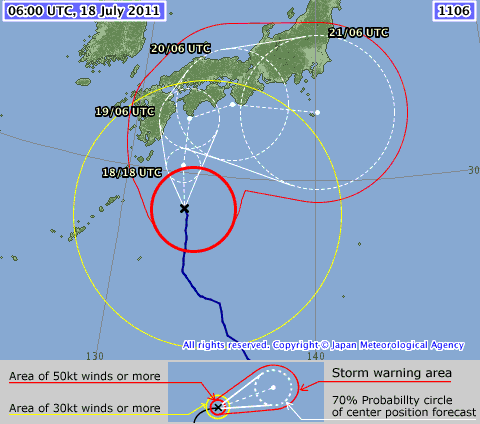 06:00 UTC, 18 July 2011
1106
21/06 UTC
20/06 UTC
19/06 UTC
18/18 UTC
30
All rights reserved. Copyright © Japan Meteorological Agency
130
140
Area of 50kt winds or more
Storm warning area
Area of 30kt winds or more
70% Probability circle
of center position forecast